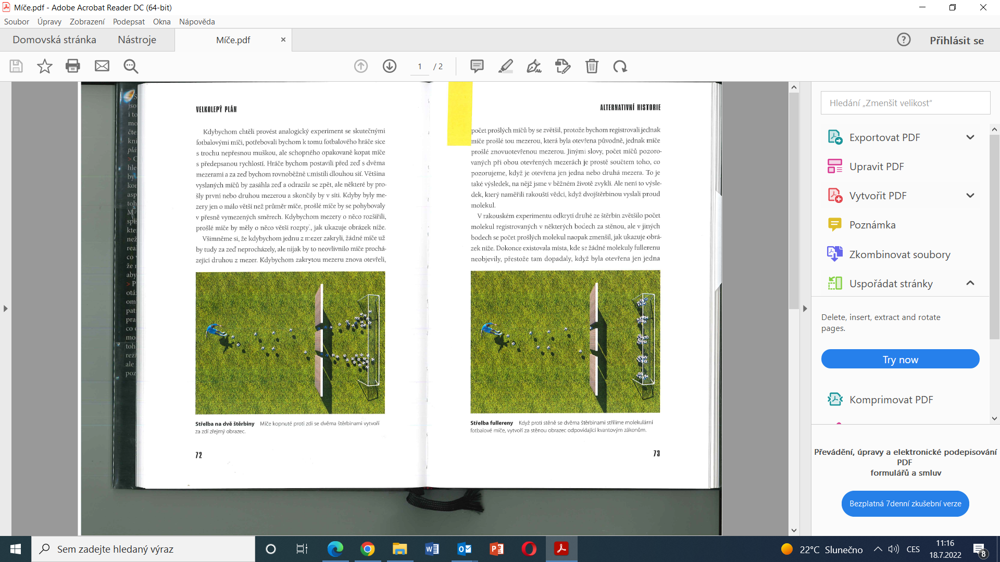 Míče.pdf - Adobe Acrobat Reader DC (64-bit)
Soubor Úpravy Zobrazení Podepsat Okna Nápověda
Domovská stránka Nástroje Míče.pdf Přihlásit se
1 / 2
VELKOLEPÝ PLÁN
Kdybychom chtěli provést analogický experiment se skutečnými
fotbalovými míči, potřebovali bychom k tomu fotbalového hráče sice
s trochu nepřesnou muškou, ale schopného opakovaně kopat míče
s předepsanou rychlostí. Hráče bychom postavili před zeď s dvěma
mezerami a za zeď bychom rovnoběžně umístili dlouhou síť. Většina
vyslaných míčů by zasáhla zeď a odrazila se zpět, ale některé by pro-
šly první nebo druhou mezerou a skončily by v síti. Kdyby byly me-
zery jen o málo větší než průměr míče, prošlé míče by se pohybovaly
v přesně vymezených směrech. Kdybychom mezery o něco rozšířili,
prošlé míče by měly o něco větší rozptyl, jak ukazuje obrázek níže.
Všimněme si, že kdybychom jednu z mezer zakryli, žádné míče už
by tudy za zeď neprocházely, ale nijak by to neovlivnilo míče prochá-
zející druhou z mezer. Kdybychom zakrytou mezeru znova otevřeli,
Střelba na dvě štěrbiny Míče kopnuté proti zdi se dvěma štěrbinami vytvoří
za zdí zřejmý obrazec.
72
ALTERNATIVNÍ HISTORIE
počet prošlých míčů by se zvětšil, protože bychom registrovali jednak
míče prošlé tou mezerou, která byla otevřena původně, jednak míče
prošlé znovuotevřenou mezerou. Jinými slovy, počet míčů pozoro-
vaných při obou otevřených mezerách je prostě součtem toho, co
pozorujeme, když je otevřena jen jedna nebo druhá mezera. To je
také výsledek, na nějž jsme v běžném životě zvyklí. Ale není to výsle-
dek, který naměřili rakouští vědci, když dvojštěrbinou vyslali proud
molekul.
V rakouském experimentu odkrytí druhé ze štěrbin zvětšilo počet
molekul registrovaných v některých bodech za stěnou, ale v jiných
bodech se počet prošlých molekul naopak zmenšil, jak ukazuje obrá-
zek níže. Dokonce existovala místa, kde se žádné molekuly fullerenu
neobjevily, přestože tam dopadaly, když byla otevřena jen jedna
Střelba fullereny Když proti stěně se dvěma štěrbinami střílíme molekulární
fotbalové míče, vytvoří za stěnou obrazec odpovídající kvantovým zákonům.
73
Hledání „Zmenšit velikost“
Exportovat PDF
Upravit PDF
Vytvořit PDF
Poznámka
Zkombinovat soubory
Uspořádat stránky
Delete, insert, extract and rotate
pages.
Try now
Komprimovat PDF
Převádění, úpravy a elektronické podepisování
PDF
formulářů a smluv
Bezplatná 7denní zkušební verze
Sem zadejte hledaný výraz
22°C Slunečno
CES
11:16
18.7.2022
8